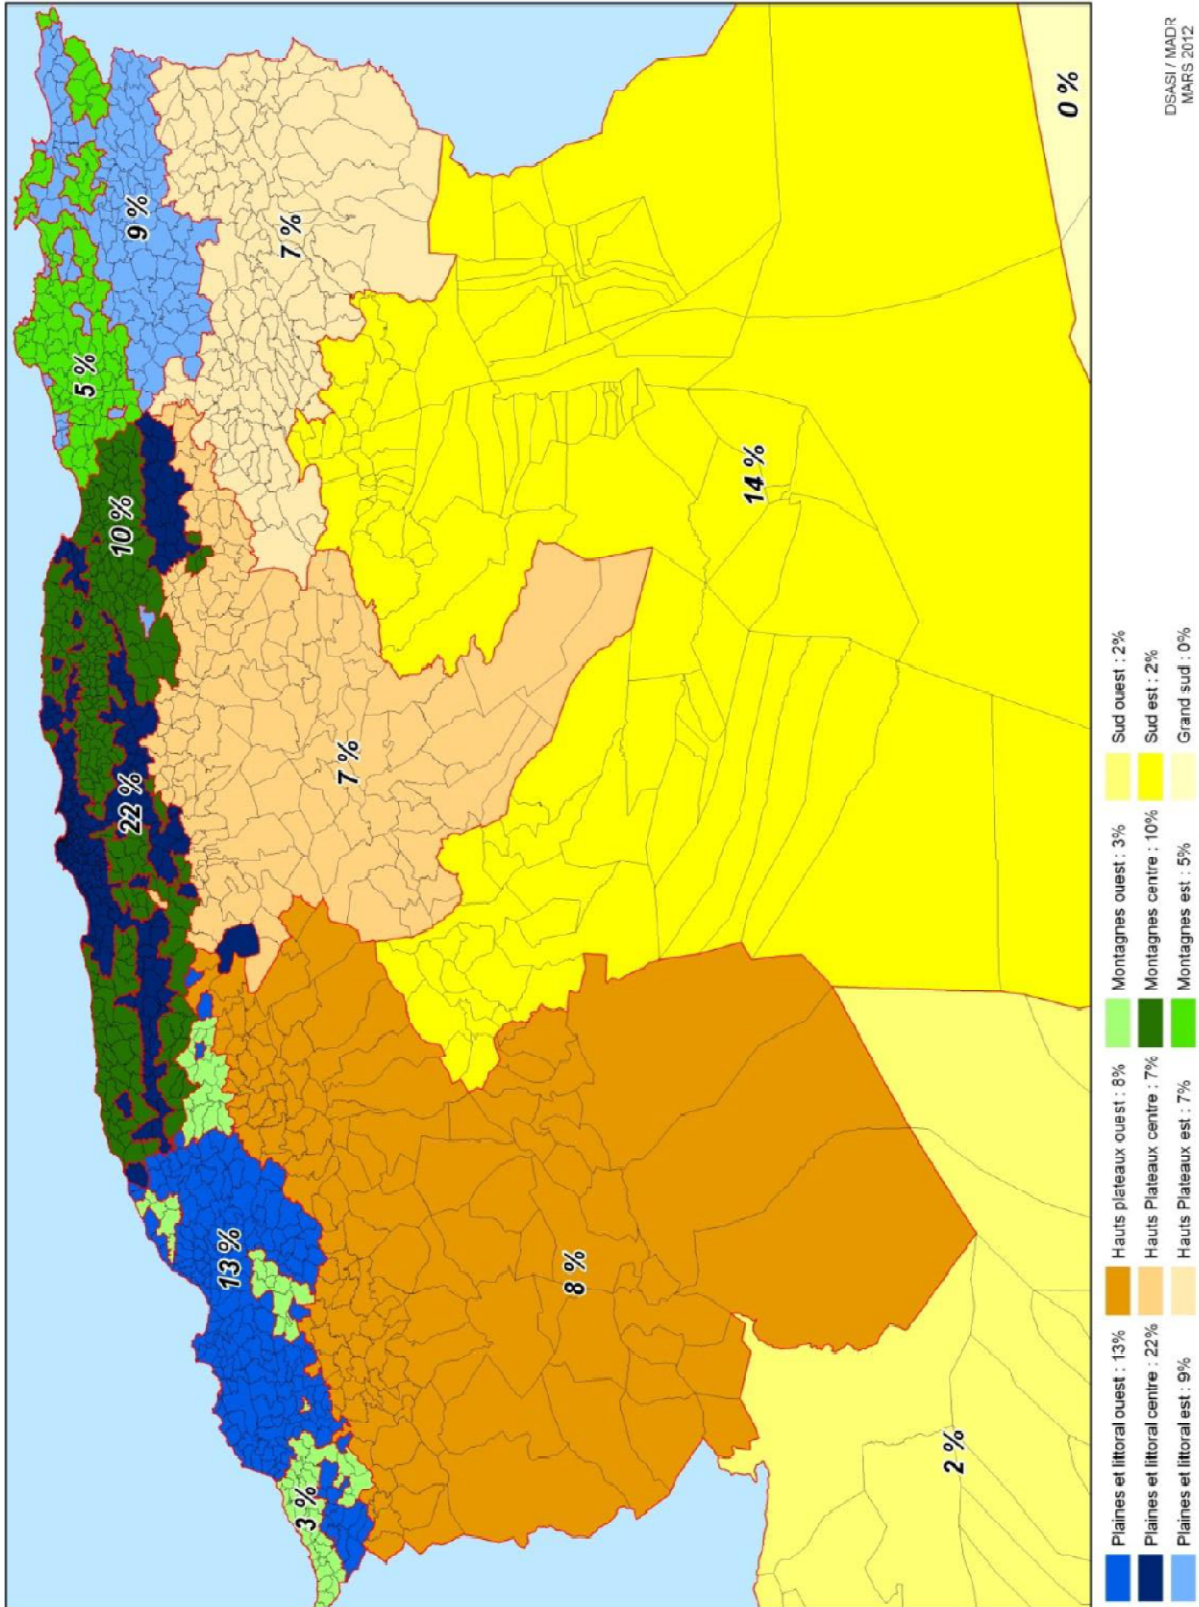 5 %
9 %
10 %
22 %
13 %
3 %
7 %
7 %
8 %
14 %
2 %
0 %
Plaines et littoral ouest : 13%
Plaines et littoral centre : 22%
Plaines et littoral est : 9%
Hauts plateaux ouest : 8%
Hauts Plateaux centre : 7%
Hauts Plateaux est : 7%
Montagnes ouest : 3%
Montagnes centre : 10%
Montagnes est : 5%
Sud ouest : 2%
Sud est : 2%
Grand sud : 0%
DSASI / MADR
MARS 2012